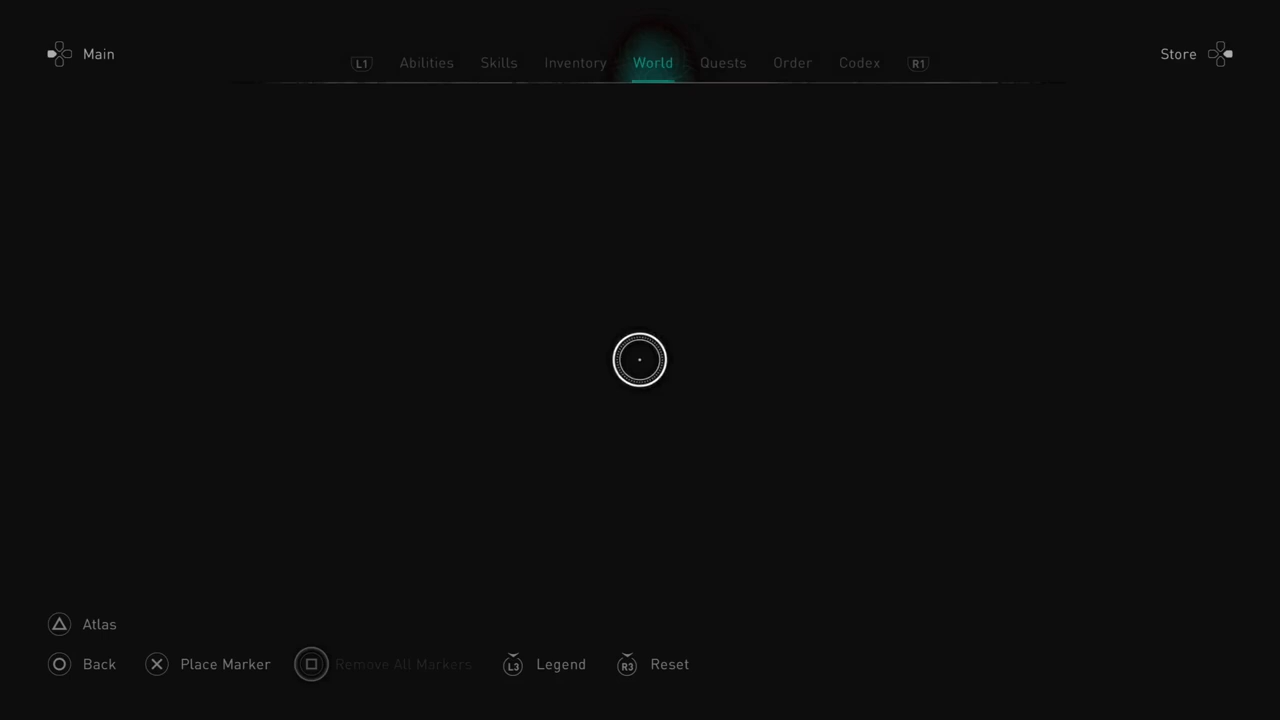 Main
L1 Abilities Skills Inventory World Quests Order Codex R1
Store
Atlas
Back Place Marker Remove All Markers L3 Legend R3 Reset